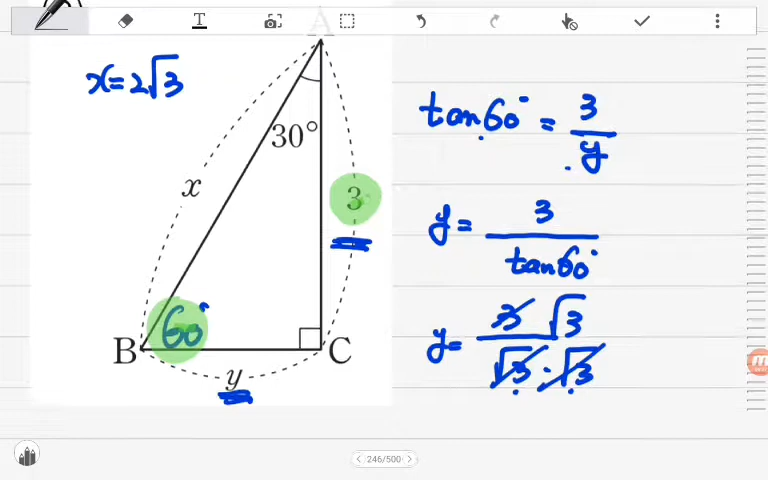 A
x=2√3
30°
x
3
60°
B
C
y
tan60° = 3/y
y = 3/tan60°
y = 3√3/√3·√3
246/500